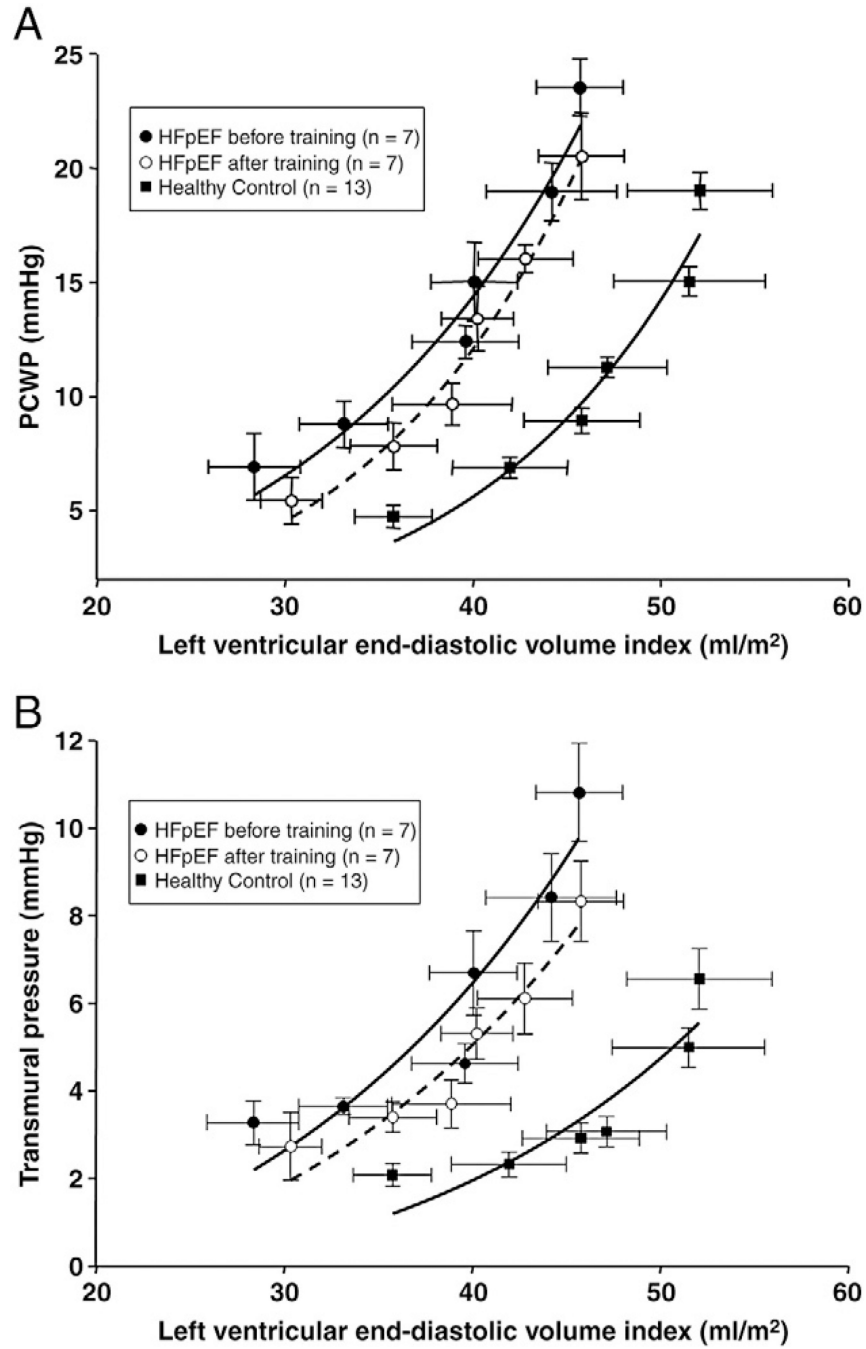 A
25
20
15
10
5
PCWP (mmHg)
HFpEF before training (n = 7)
HFpEF after training (n = 7)
Healthy Control (n = 13)
20 30 40 50 60
Left ventricular end-diastolic volume index (ml/m²)
B
12
10
8
6
4
2
0
Transmural pressure (mmHg)
HFpEF before training (n = 7)
HFpEF after training (n = 7)
Healthy Control (n = 13)
20 30 40 50 60
Left ventricular end-diastolic volume index (ml/m²)